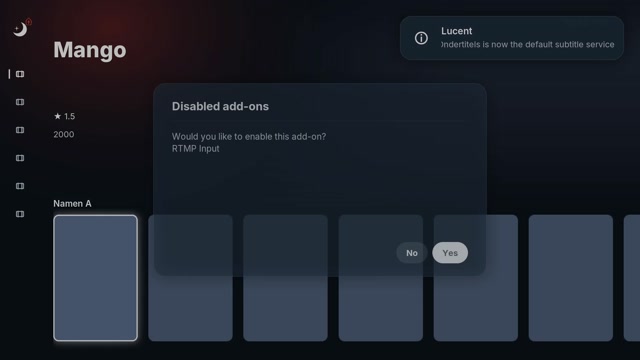 Lucent
Ondertitels is now the default subtitle service
Mango
Disabled add-ons
★ 1.5
2000
Would you like to enable this add-on?
RTMP Input
Namen A
No
Yes